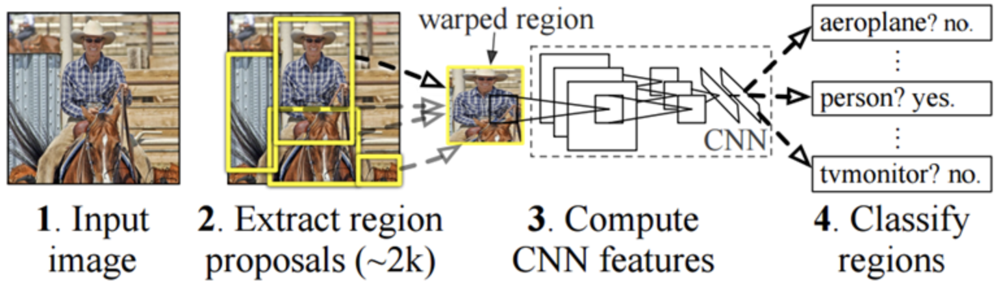 warped region
aeroplane? no.
person? yes.
CNN
tvmonitor? no.
1. Input
image
2. Extract region
proposals (~2k)
3. Compute
CNN features
4. Classify
regions